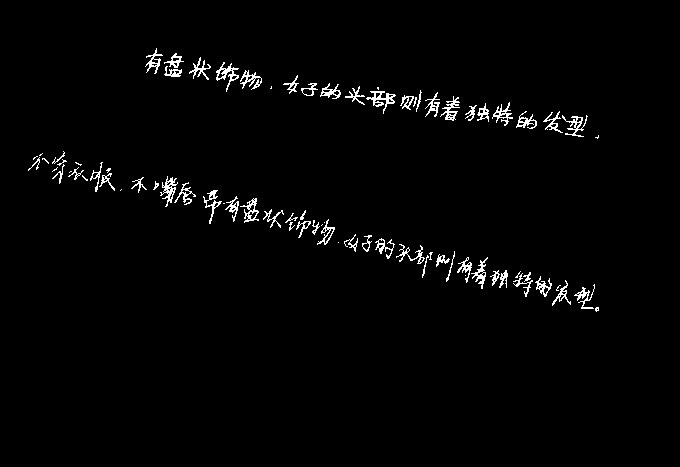 有盘状饰物，女子的头部则有着独特的发型，
不穿衣服，不嘴唇带有盘状饰物，女子的头部则有着独特的发型。